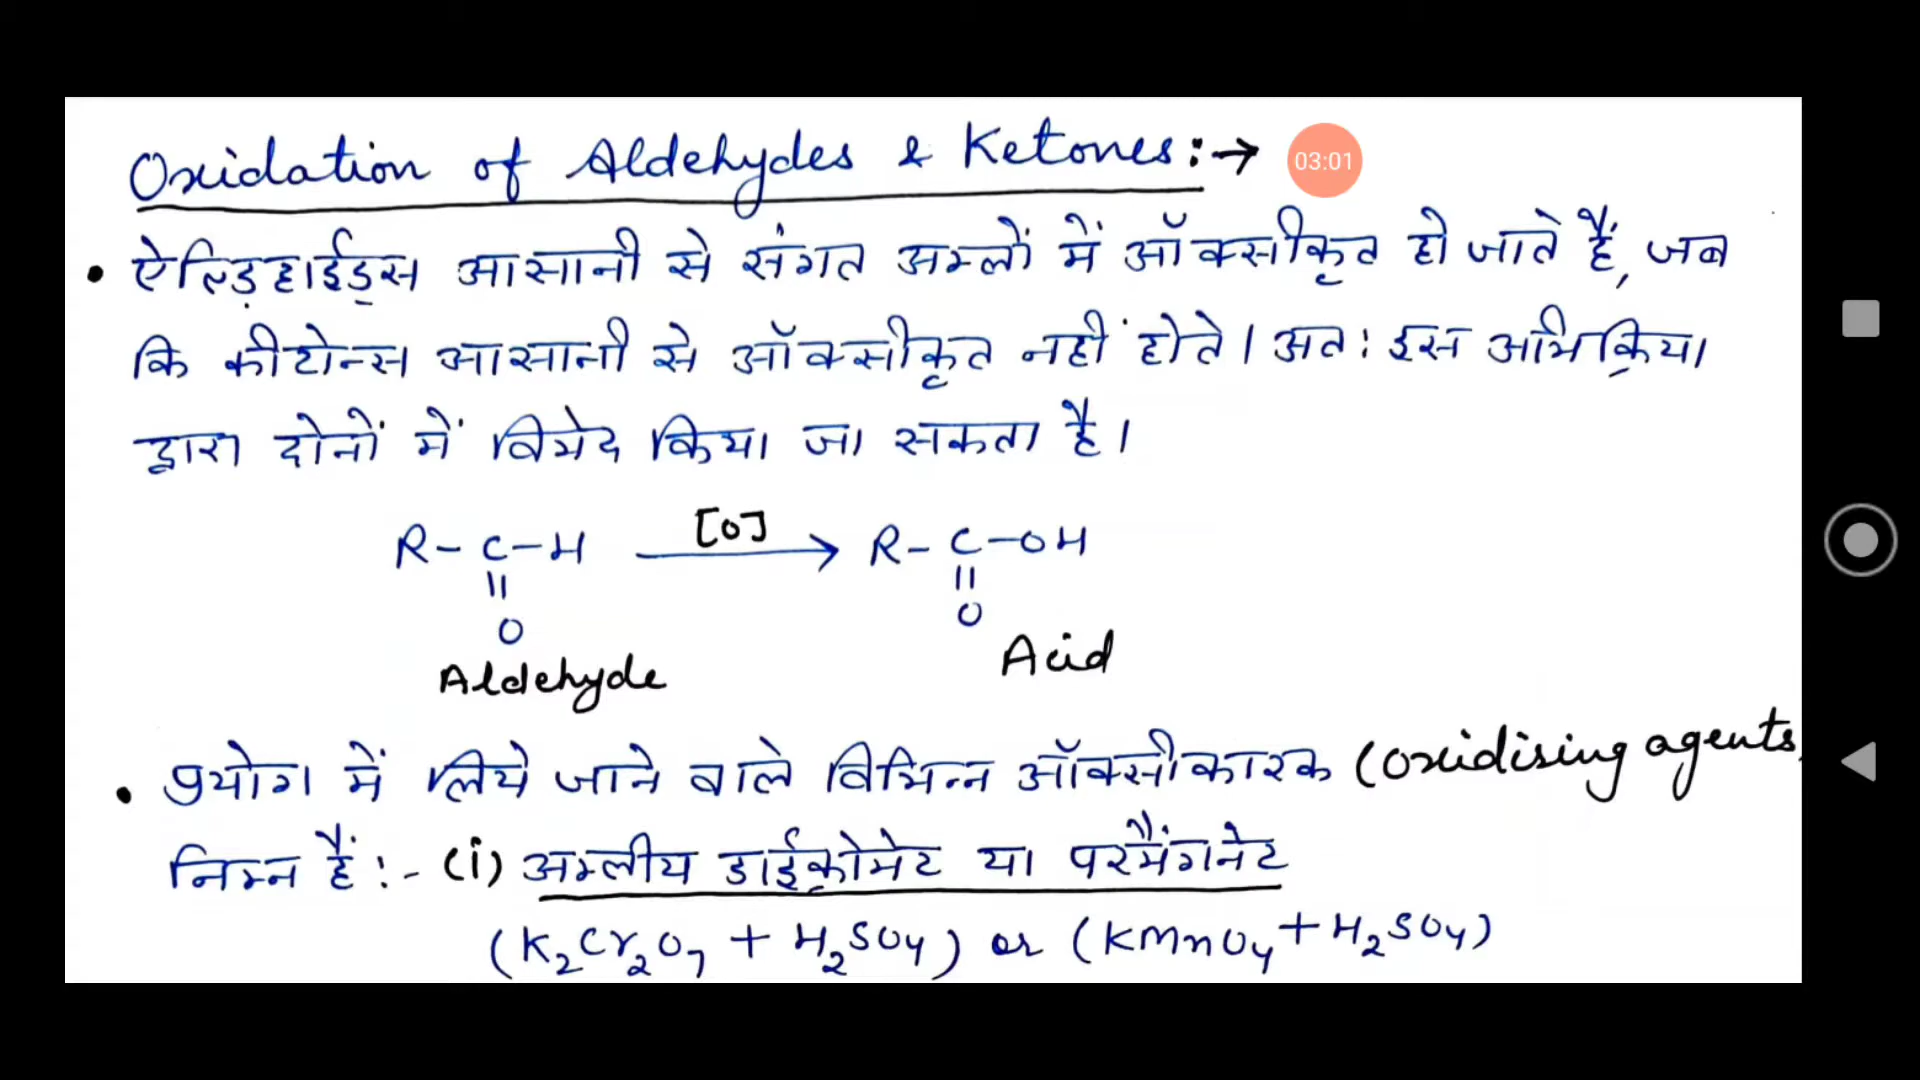 Oxidation of Aldehydes & Ketones :→ 03:01
• ऐल्डिहाईड्स आसानी से संगत अम्लों में ऑक्सीकृत हो जाते हैं, जब
कि कीटोन्स आसानी से ऑक्सीकृत नहीं होते। अतः इस अभिक्रिया
द्वारा दोनों में विभेद किया जा सकता है।
R-C-H [O] → R-C-OH
|| ||
O O
Aldehyde Acid
• प्रयोग में लिये जाने वाले विभिन्न ऑक्सीकारक (oxidising agents)
निम्न हैं :- (i) अम्लीय डाईक्रोमेट या परमैंगनेट
(K₂Cr₂O₇ + H₂SO₄) or (KMnO₄ + H₂SO₄)